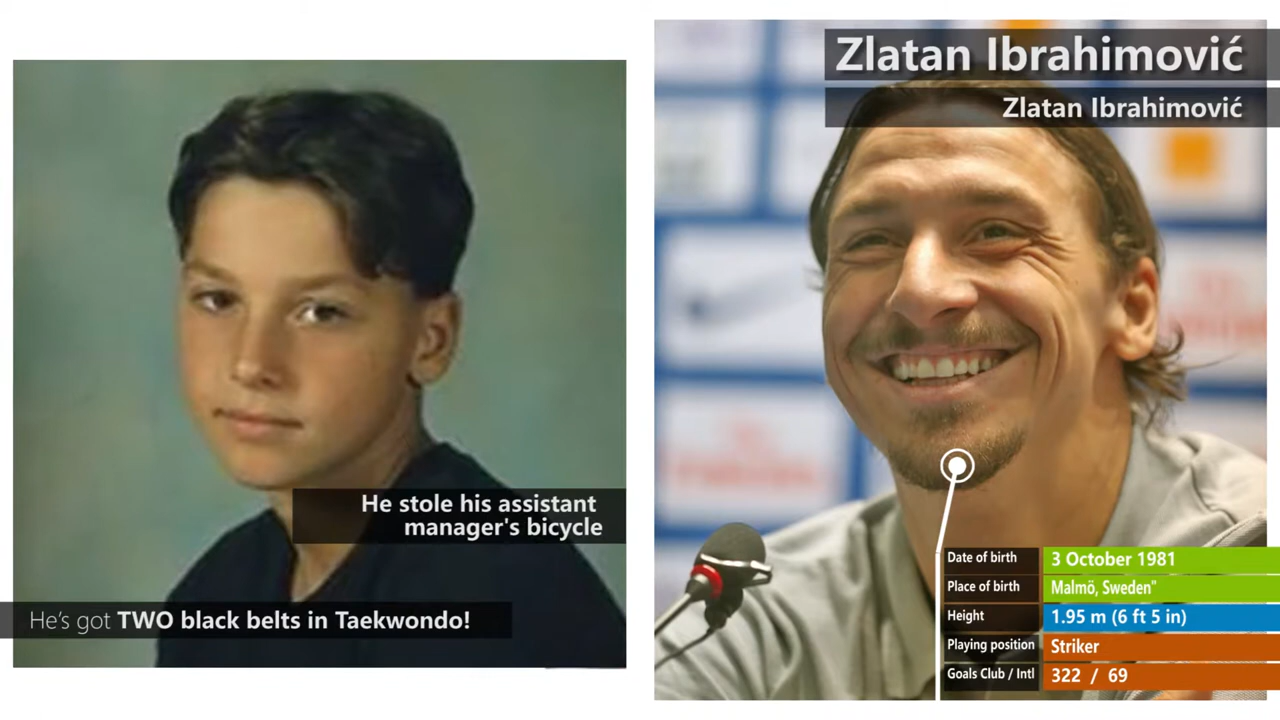 He stole his assistant
manager's bicycle
He's got TWO black belts in Taekwondo!
Zlatan Ibrahimović
Zlatan Ibrahimović
Date of birth 3 October 1981
Place of birth Malmö, Sweden"
Height 1.95 m (6 ft 5 in)
Playing position Striker
Goals Club / Intl 322 / 69